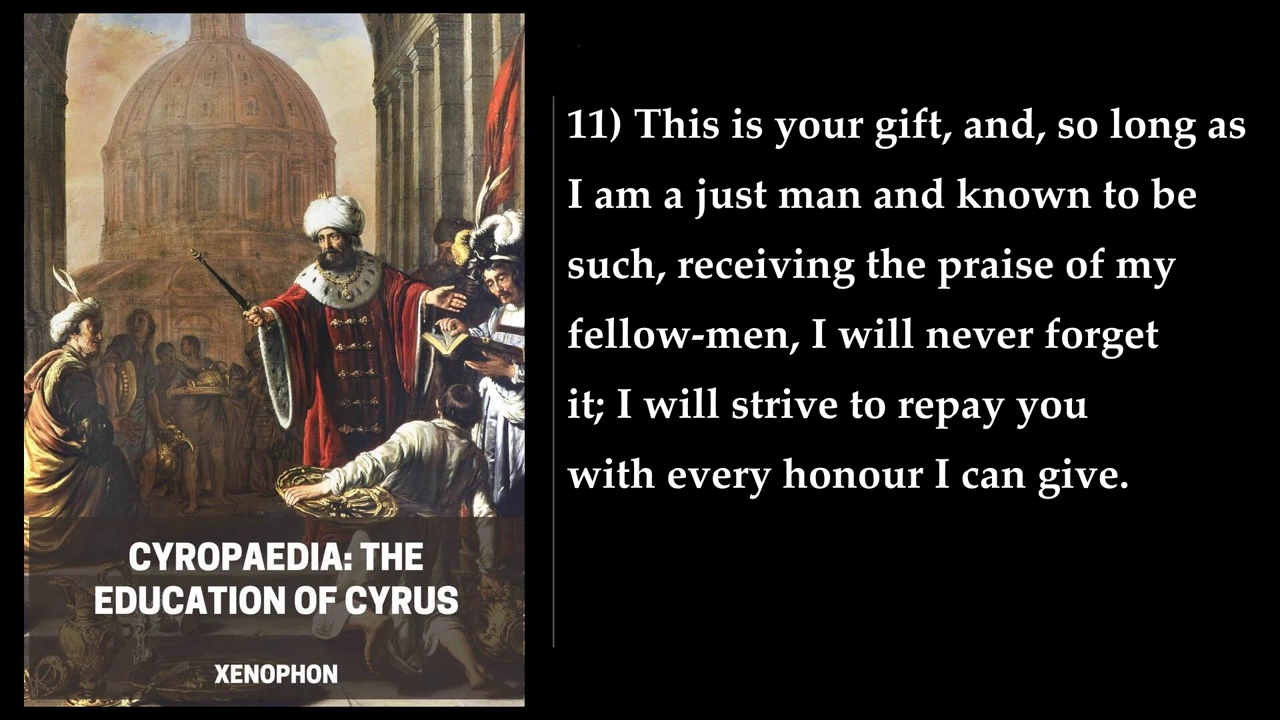 11) This is your gift, and, so long as
I am a just man and known to be
such, receiving the praise of my
fellow-men, I will never forget
it; I will strive to repay you
with every honour I can give.
CYROPAEDIA: THE
EDUCATION OF CYRUS
XENOPHON